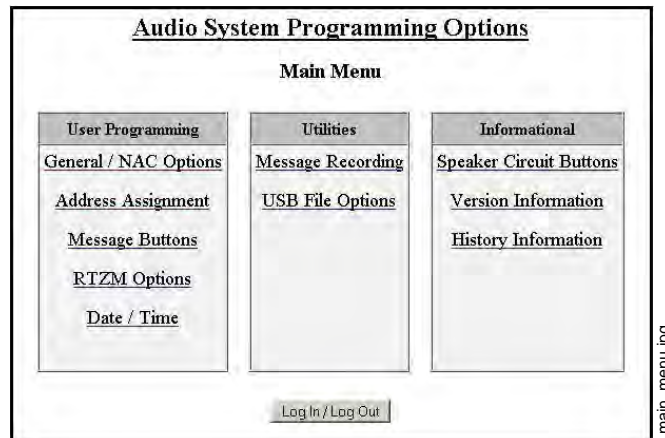 Audio System Programming Options
Main Menu
User Programming
General / NAC Options
Address Assignment
Message Buttons
RTZM Options
Date / Time
Utilities
Message Recording
USB File Options
Informational
Speaker Circuit Buttons
Version Information
History Information
Log In / Log Out
main_menu.jpg